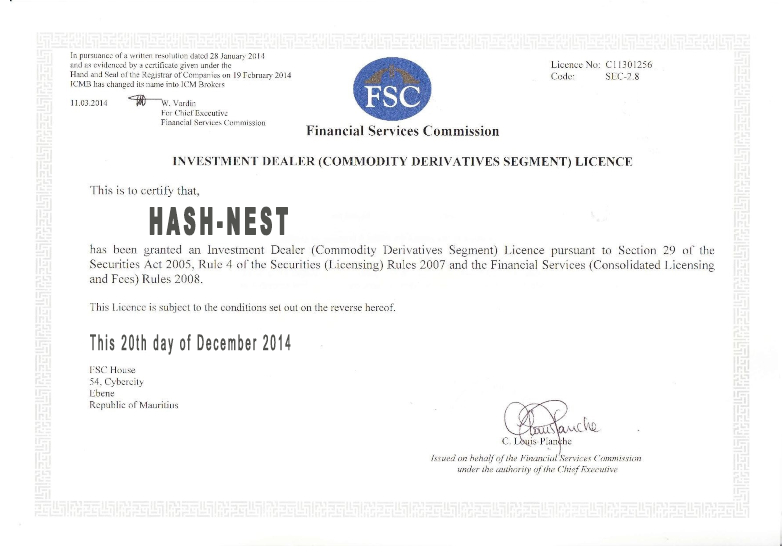 In pursuance of a written resolution dated 28 January 2014
and as evidenced by a certificate given under the
Hand and Seal of the Registrar of Companies on 19 February 2014
ICMB has changed its name into ICM Brokers
11.03.2014
W. Vardin
For Chief Executive
Financial Services Commission
FSC
Licence No: C11301256
Code: SEC-2.8
Financial Services Commission
INVESTMENT DEALER (COMMODITY DERIVATIVES SEGMENT) LICENCE
This is to certify that,
HASH-NEST
has been granted an Investment Dealer (Commodity Derivatives Segment) Licence pursuant to Section 29 of the
Securities Act 2005, Rule 4 of the Securities (Licensing) Rules 2007 and the Financial Services (Consolidated Licensing
and Fees) Rules 2008.
This Licence is subject to the conditions set out on the reverse hereof.
This 20th day of December 2014
FSC House
54, Cybercity
Ebene
Republic of Mauritius
C. Louis Planche
Issued on behalf of the Financial Services Commission
under the authority of the Chief Executive